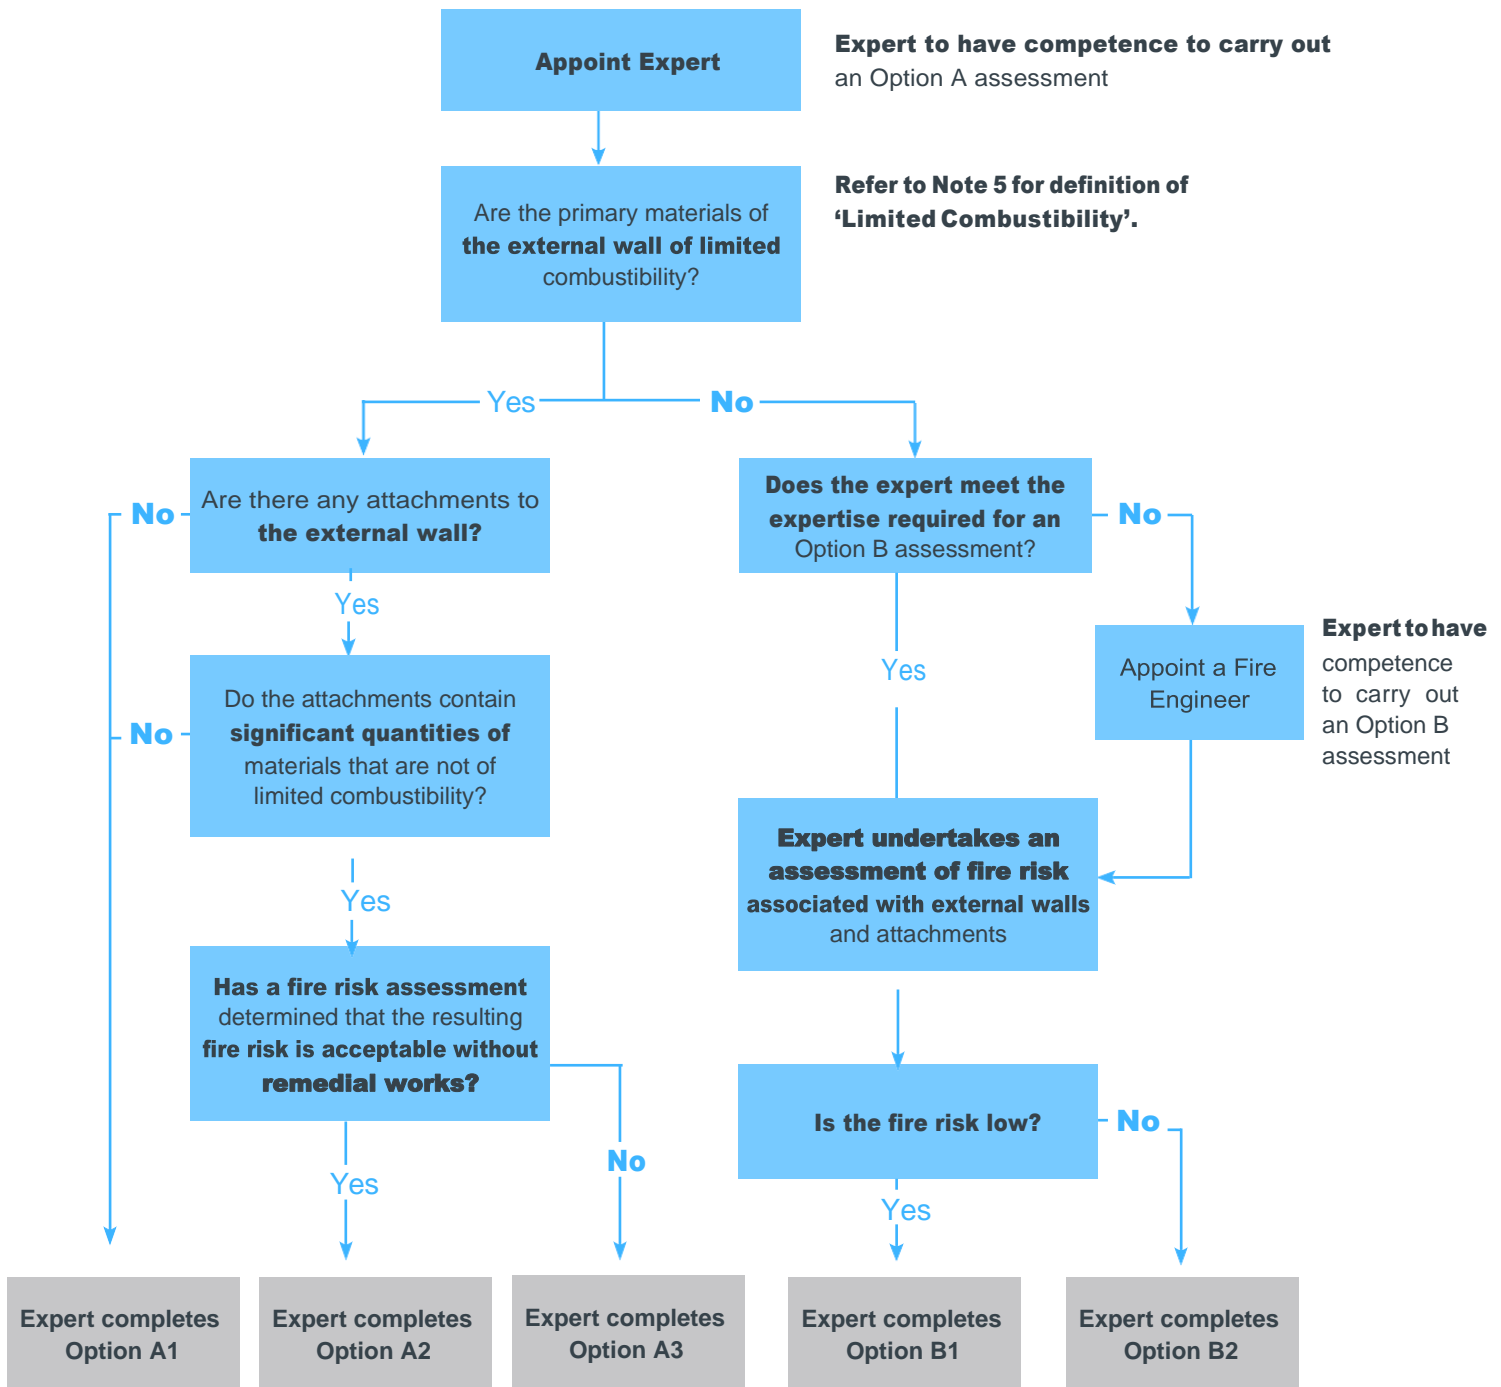 Appoint Expert
Expert to have competence to carry out
an Option A assessment
Are the primary materials of
the external wall of limited
combustibility?
Refer to Note 5 for definition of
‘Limited Combustibility’.
Yes
No
Are there any attachments to
the external wall?
No
Yes
Does the expert meet the
expertise required for an
Option B assessment?
No
Yes
Appoint a Fire
Engineer
Expert to have
competence
to carry out
an Option B
assessment
Do the attachments contain
significant quantities of
materials that are not of
limited combustibility?
No
Yes
Expert undertakes an
assessment of fire risk
associated with external walls
and attachments
Has a fire risk assessment
determined that the resulting
fire risk is acceptable without
remedial works?
Yes
No
Is the fire risk low?
No
Yes
Expert completes
Option A1
Expert completes
Option A2
Expert completes
Option A3
Expert completes
Option B1
Expert completes
Option B2